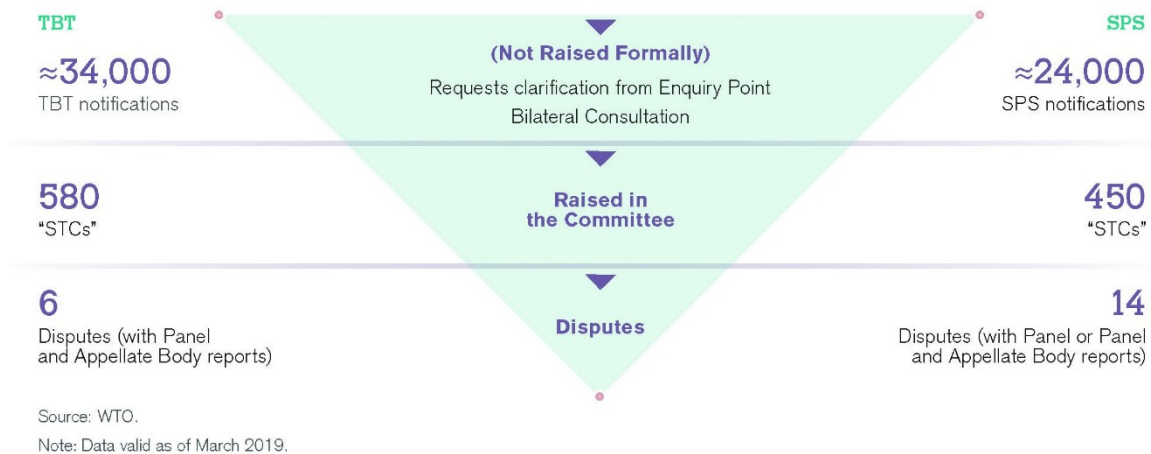 TBT
≈34,000
TBT notifications
(Not Raised Formally)
Requests clarification from Enquiry Point
Bilateral Consultation
SPS
≈24,000
SPS notifications
580
“STCs”
Raised in
the Committee
450
“STCs”
6
Disputes (with Panel
and Appellate Body reports)
Disputes
14
Disputes (with Panel or Panel
and Appellate Body reports)
Source: WTO.
Note: Data valid as of March 2019.